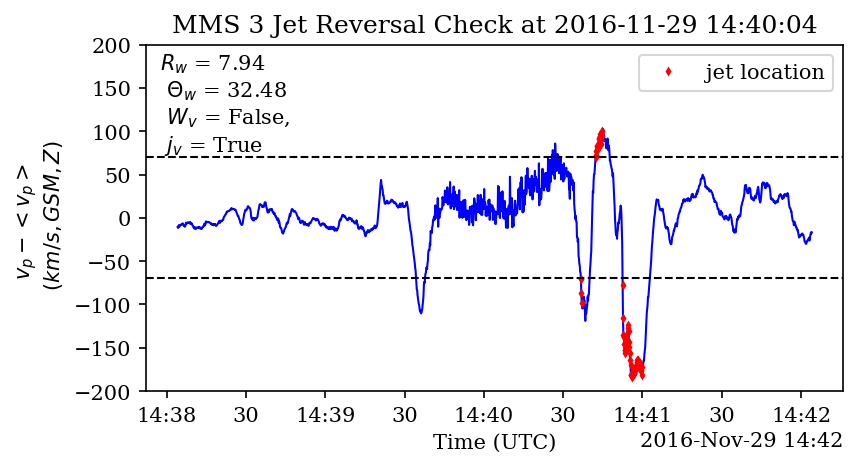 MMS 3 Jet Reversal Check at 2016-11-29 14:40:04
R_w = 7.94
Θ_w = 32.48
W_v = False,
j_v = True
jet location
200
150
100
50
0
−50
−100
−150
−200
v_p − < v_p >
(km/s, GSM, Z)
14:38 30 14:39 30 14:40 30 14:41 30 14:42
Time (UTC)
2016-Nov-29 14:42